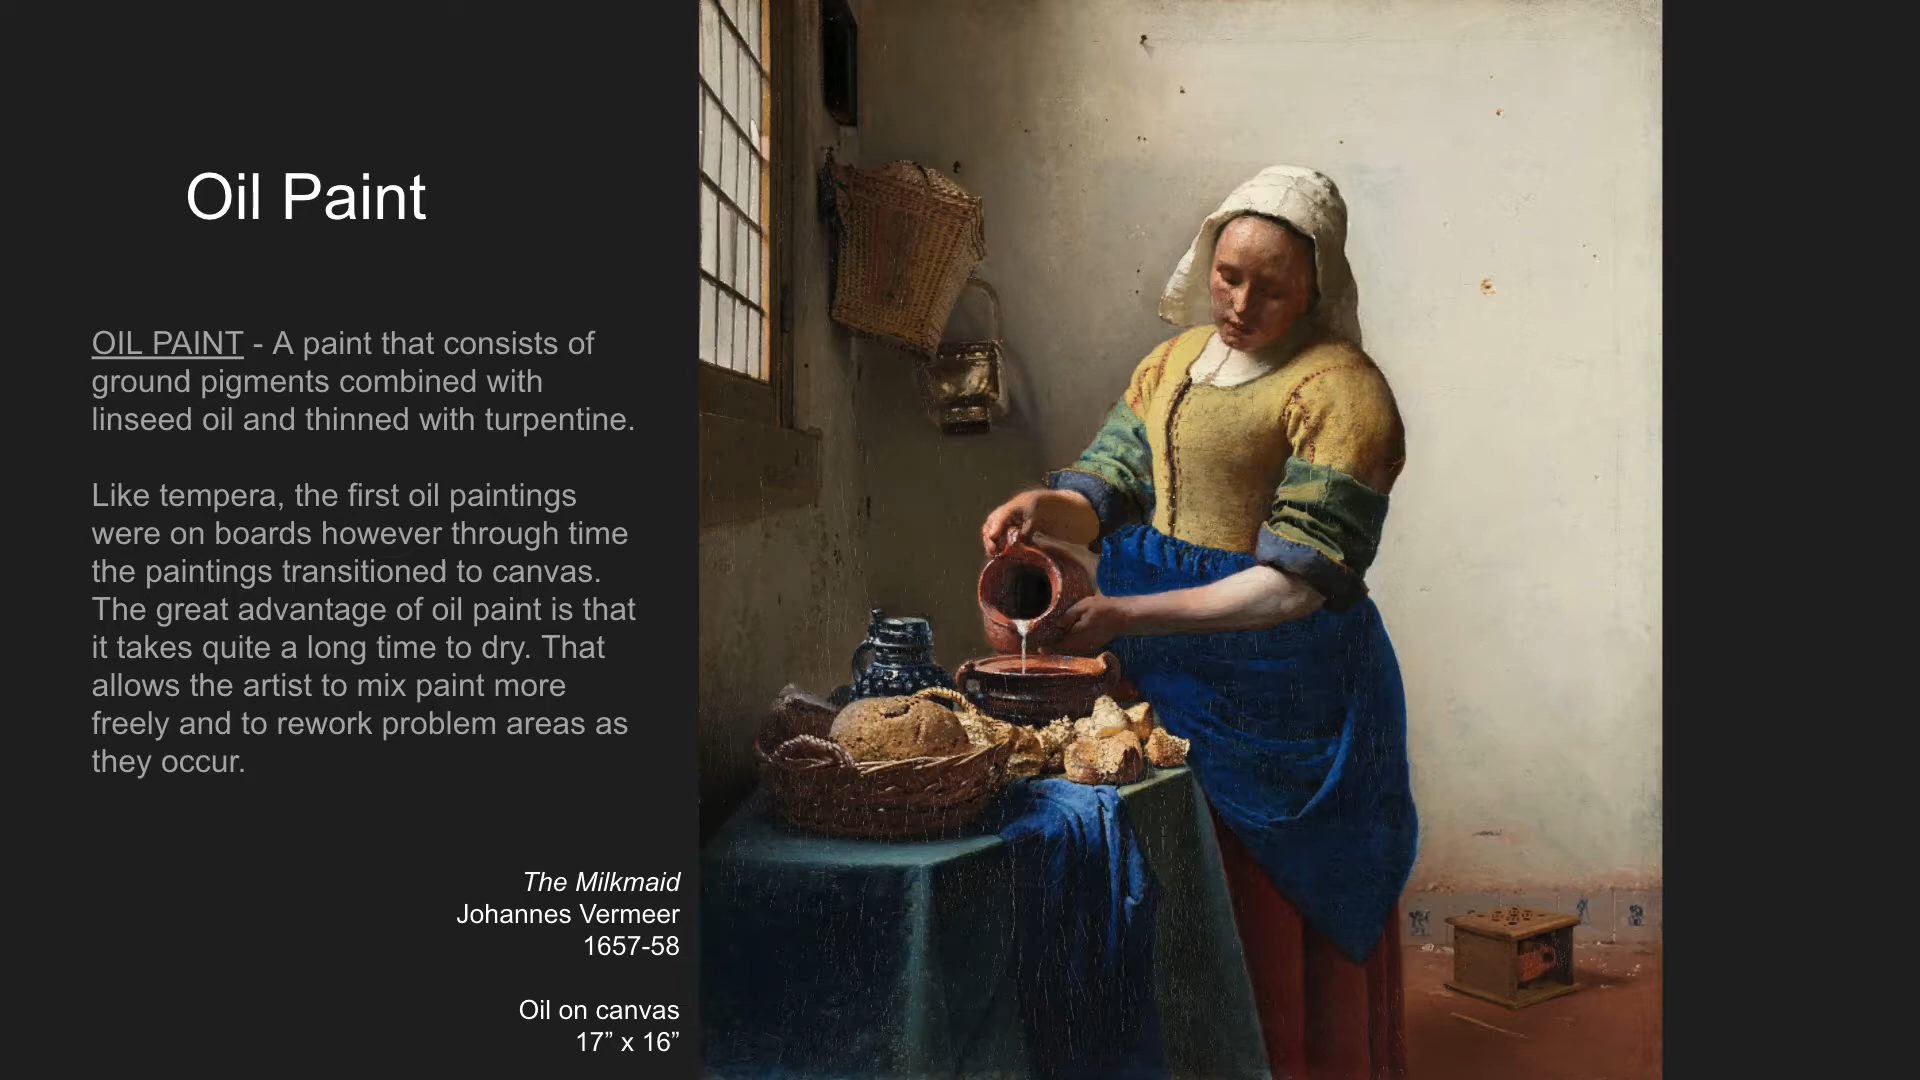 Oil Paint
OIL PAINT - A paint that consists of
ground pigments combined with
linseed oil and thinned with turpentine.
Like tempera, the first oil paintings
were on boards however through time
the paintings transitioned to canvas.
The great advantage of oil paint is that
it takes quite a long time to dry. That
allows the artist to mix paint more
freely and to rework problem areas as
they occur.
The Milkmaid
Johannes Vermeer
1657-58
Oil on canvas
17” x 16”